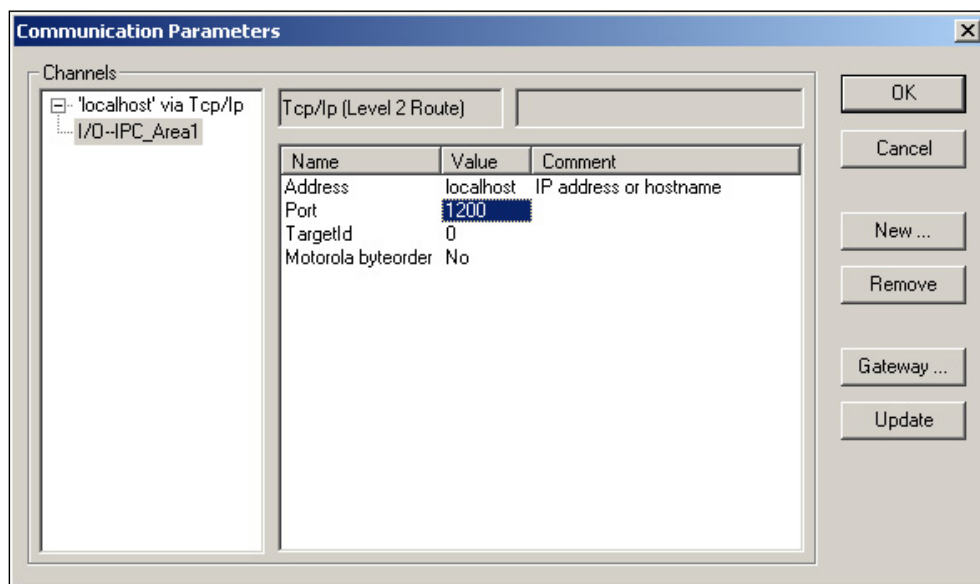 Communication Parameters
Channels
'localhost' via Tcp/Ip
I/O--IPC_Area1
Tcp/Ip (Level 2 Route)
Name Value Comment
Address localhost IP address or hostname
Port 1200
TargetId 0
Motorola byteorder No
OK
Cancel
New ...
Remove
Gateway ...
Update